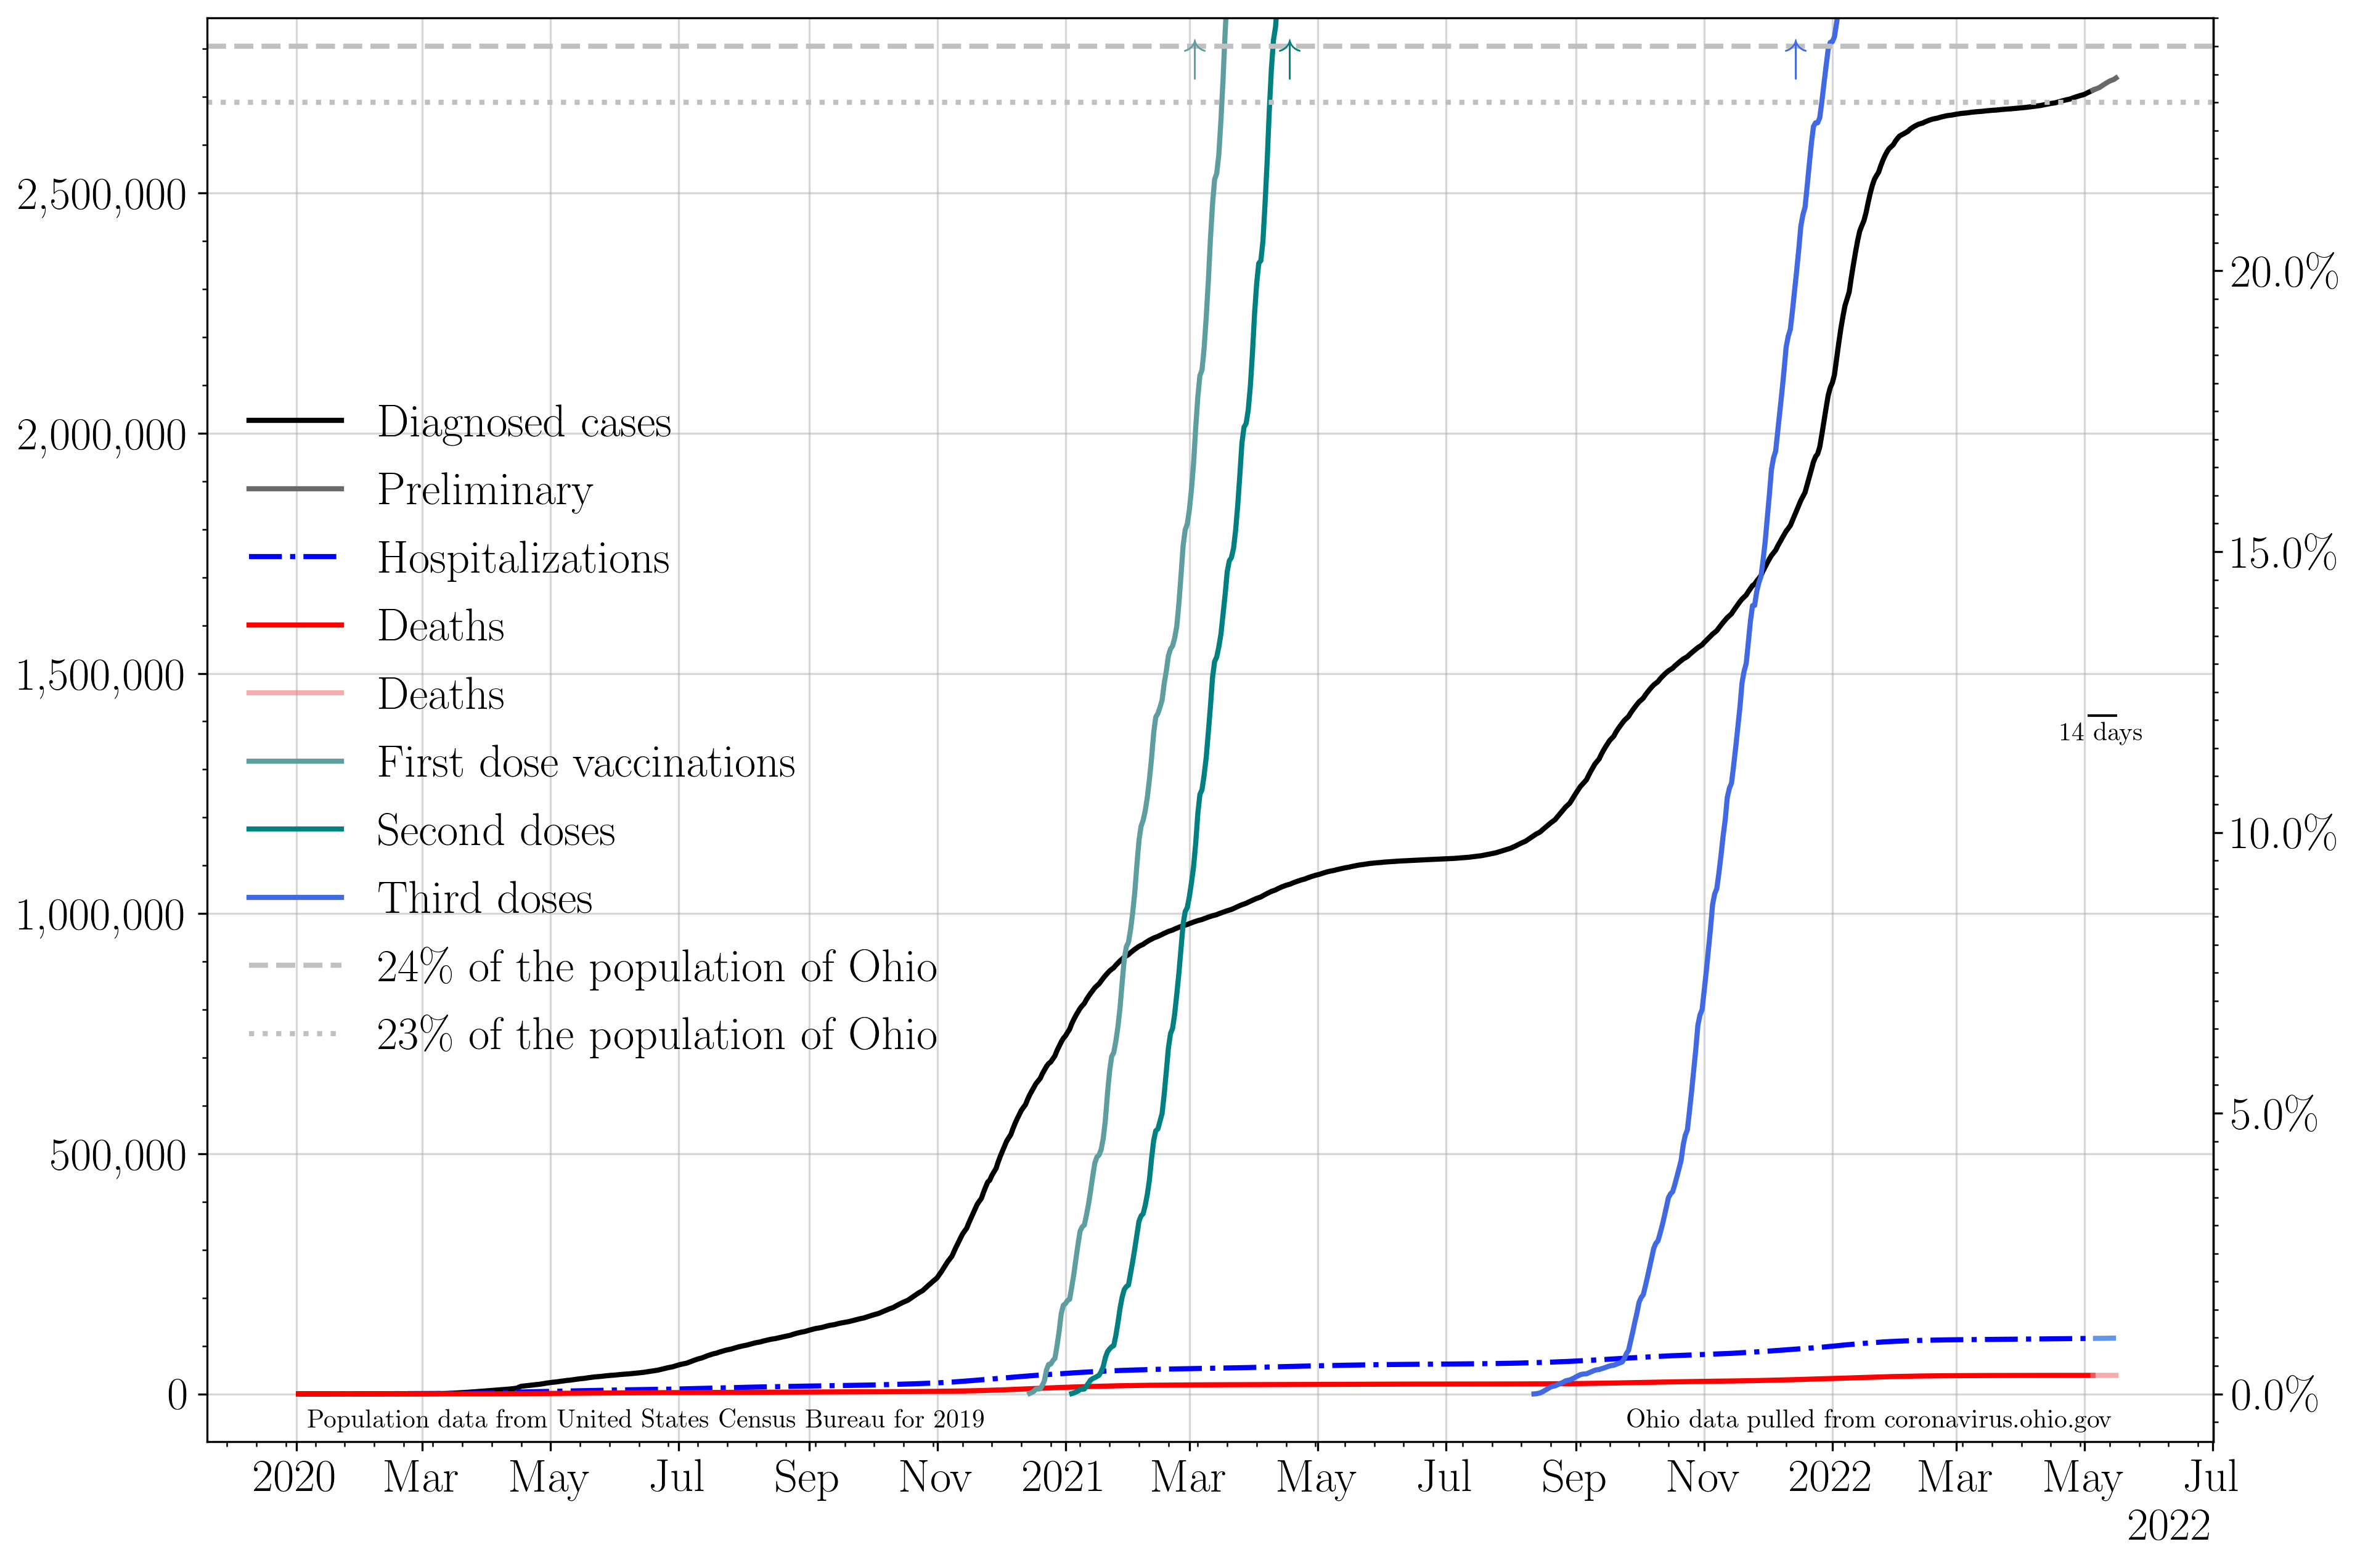 2,500,000
2,000,000
1,500,000
1,000,000
500,000
0
20.0%
15.0%
10.0%
5.0%
0.0%
Diagnosed cases
Preliminary
Hospitalizations
Deaths
Deaths
First dose vaccinations
Second doses
Third doses
24% of the population of Ohio
23% of the population of Ohio
14 days
Population data from United States Census Bureau for 2019
Ohio data pulled from coronavirus.ohio.gov
2020 Mar May Jul Sep Nov 2021 Mar May Jul Sep Nov 2022 Mar May Jul
2022